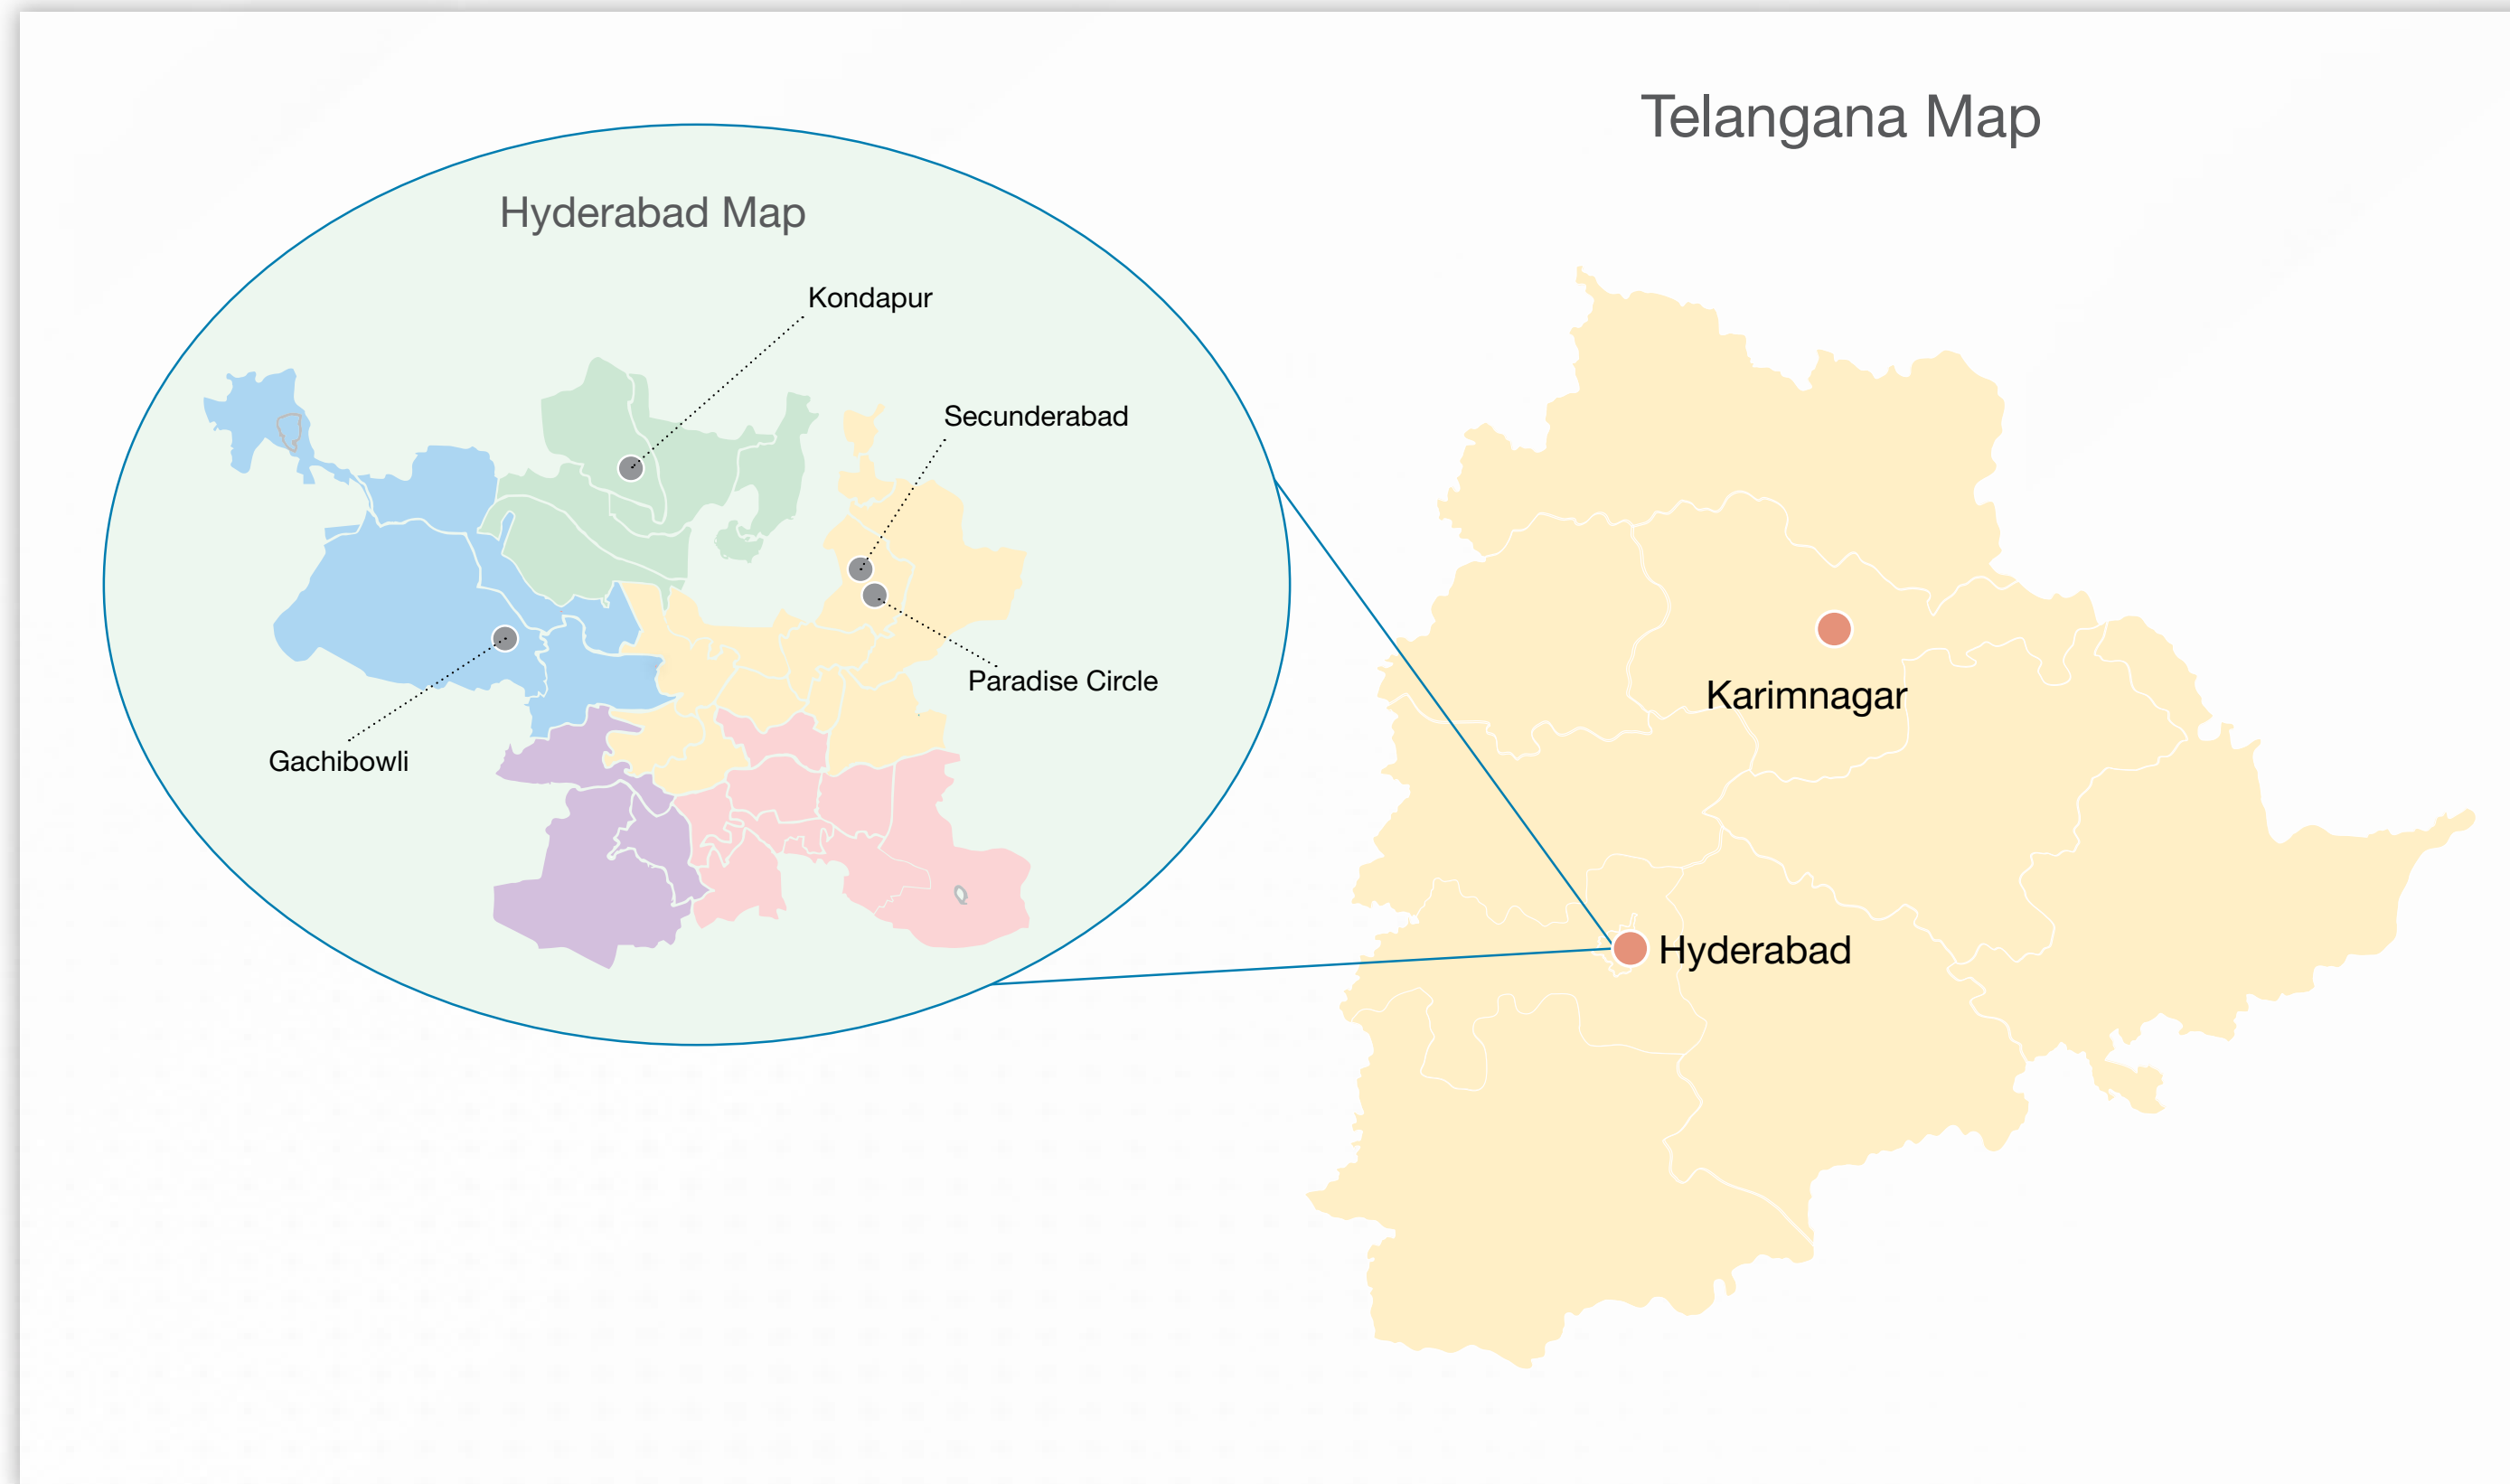 Telangana Map
Hyderabad Map
Kondapur
Secunderabad
Paradise Circle
Gachibowli
Karimnagar
Hyderabad